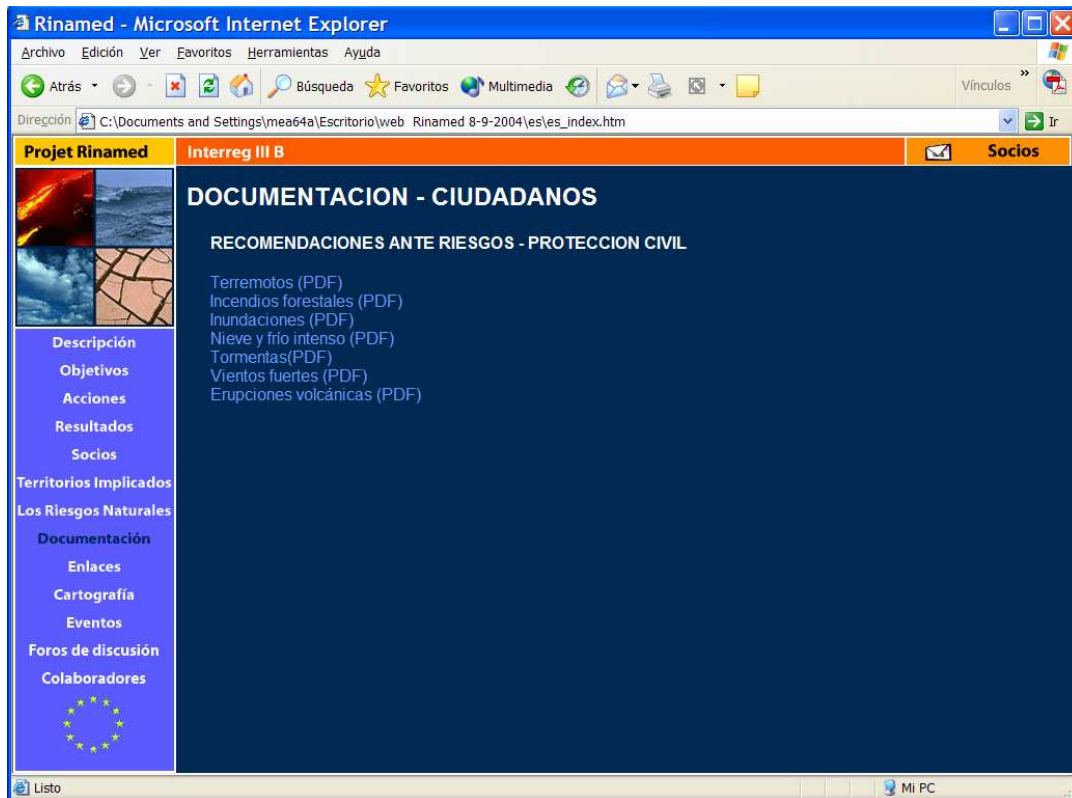 Rinamed - Microsoft Internet Explorer
Archivo Edición Ver Favoritos Herramientas Ayuda
Atrás Búsqueda Favoritos Multimedia Vínculos »
Dirección C:\Documents and Settings\mea64a\Escritorio\web Rinamed 8-9-2004\es\es_index.htm Ir
Projet Rinamed Interreg III B Socios
DOCUMENTACION - CIUDADANOS
RECOMENDACIONES ANTE RIESGOS - PROTECCION CIVIL
Terremotos (PDF)
Incendios forestales (PDF)
Inundaciones (PDF)
Nieve y frío intenso (PDF)
Tormentas(PDF)
Vientos fuertes (PDF)
Erupciones volcánicas (PDF)
Descripción
Objetivos
Acciones
Resultados
Socios
Territorios Implicados
Los Riesgos Naturales
Documentación
Enlaces
Cartografía
Eventos
Foros de discusión
Colaboradores
Listo Mi PC